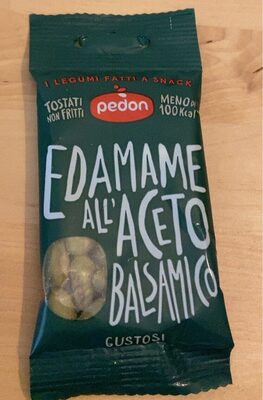 I LEGUMI FATTI A SNACK
TOSTATI
NON FRITTI
pedon
MENO DI
100 Kcal
EDAMAME
ALL'ACETO
BALSAMICO
GUSTOSI